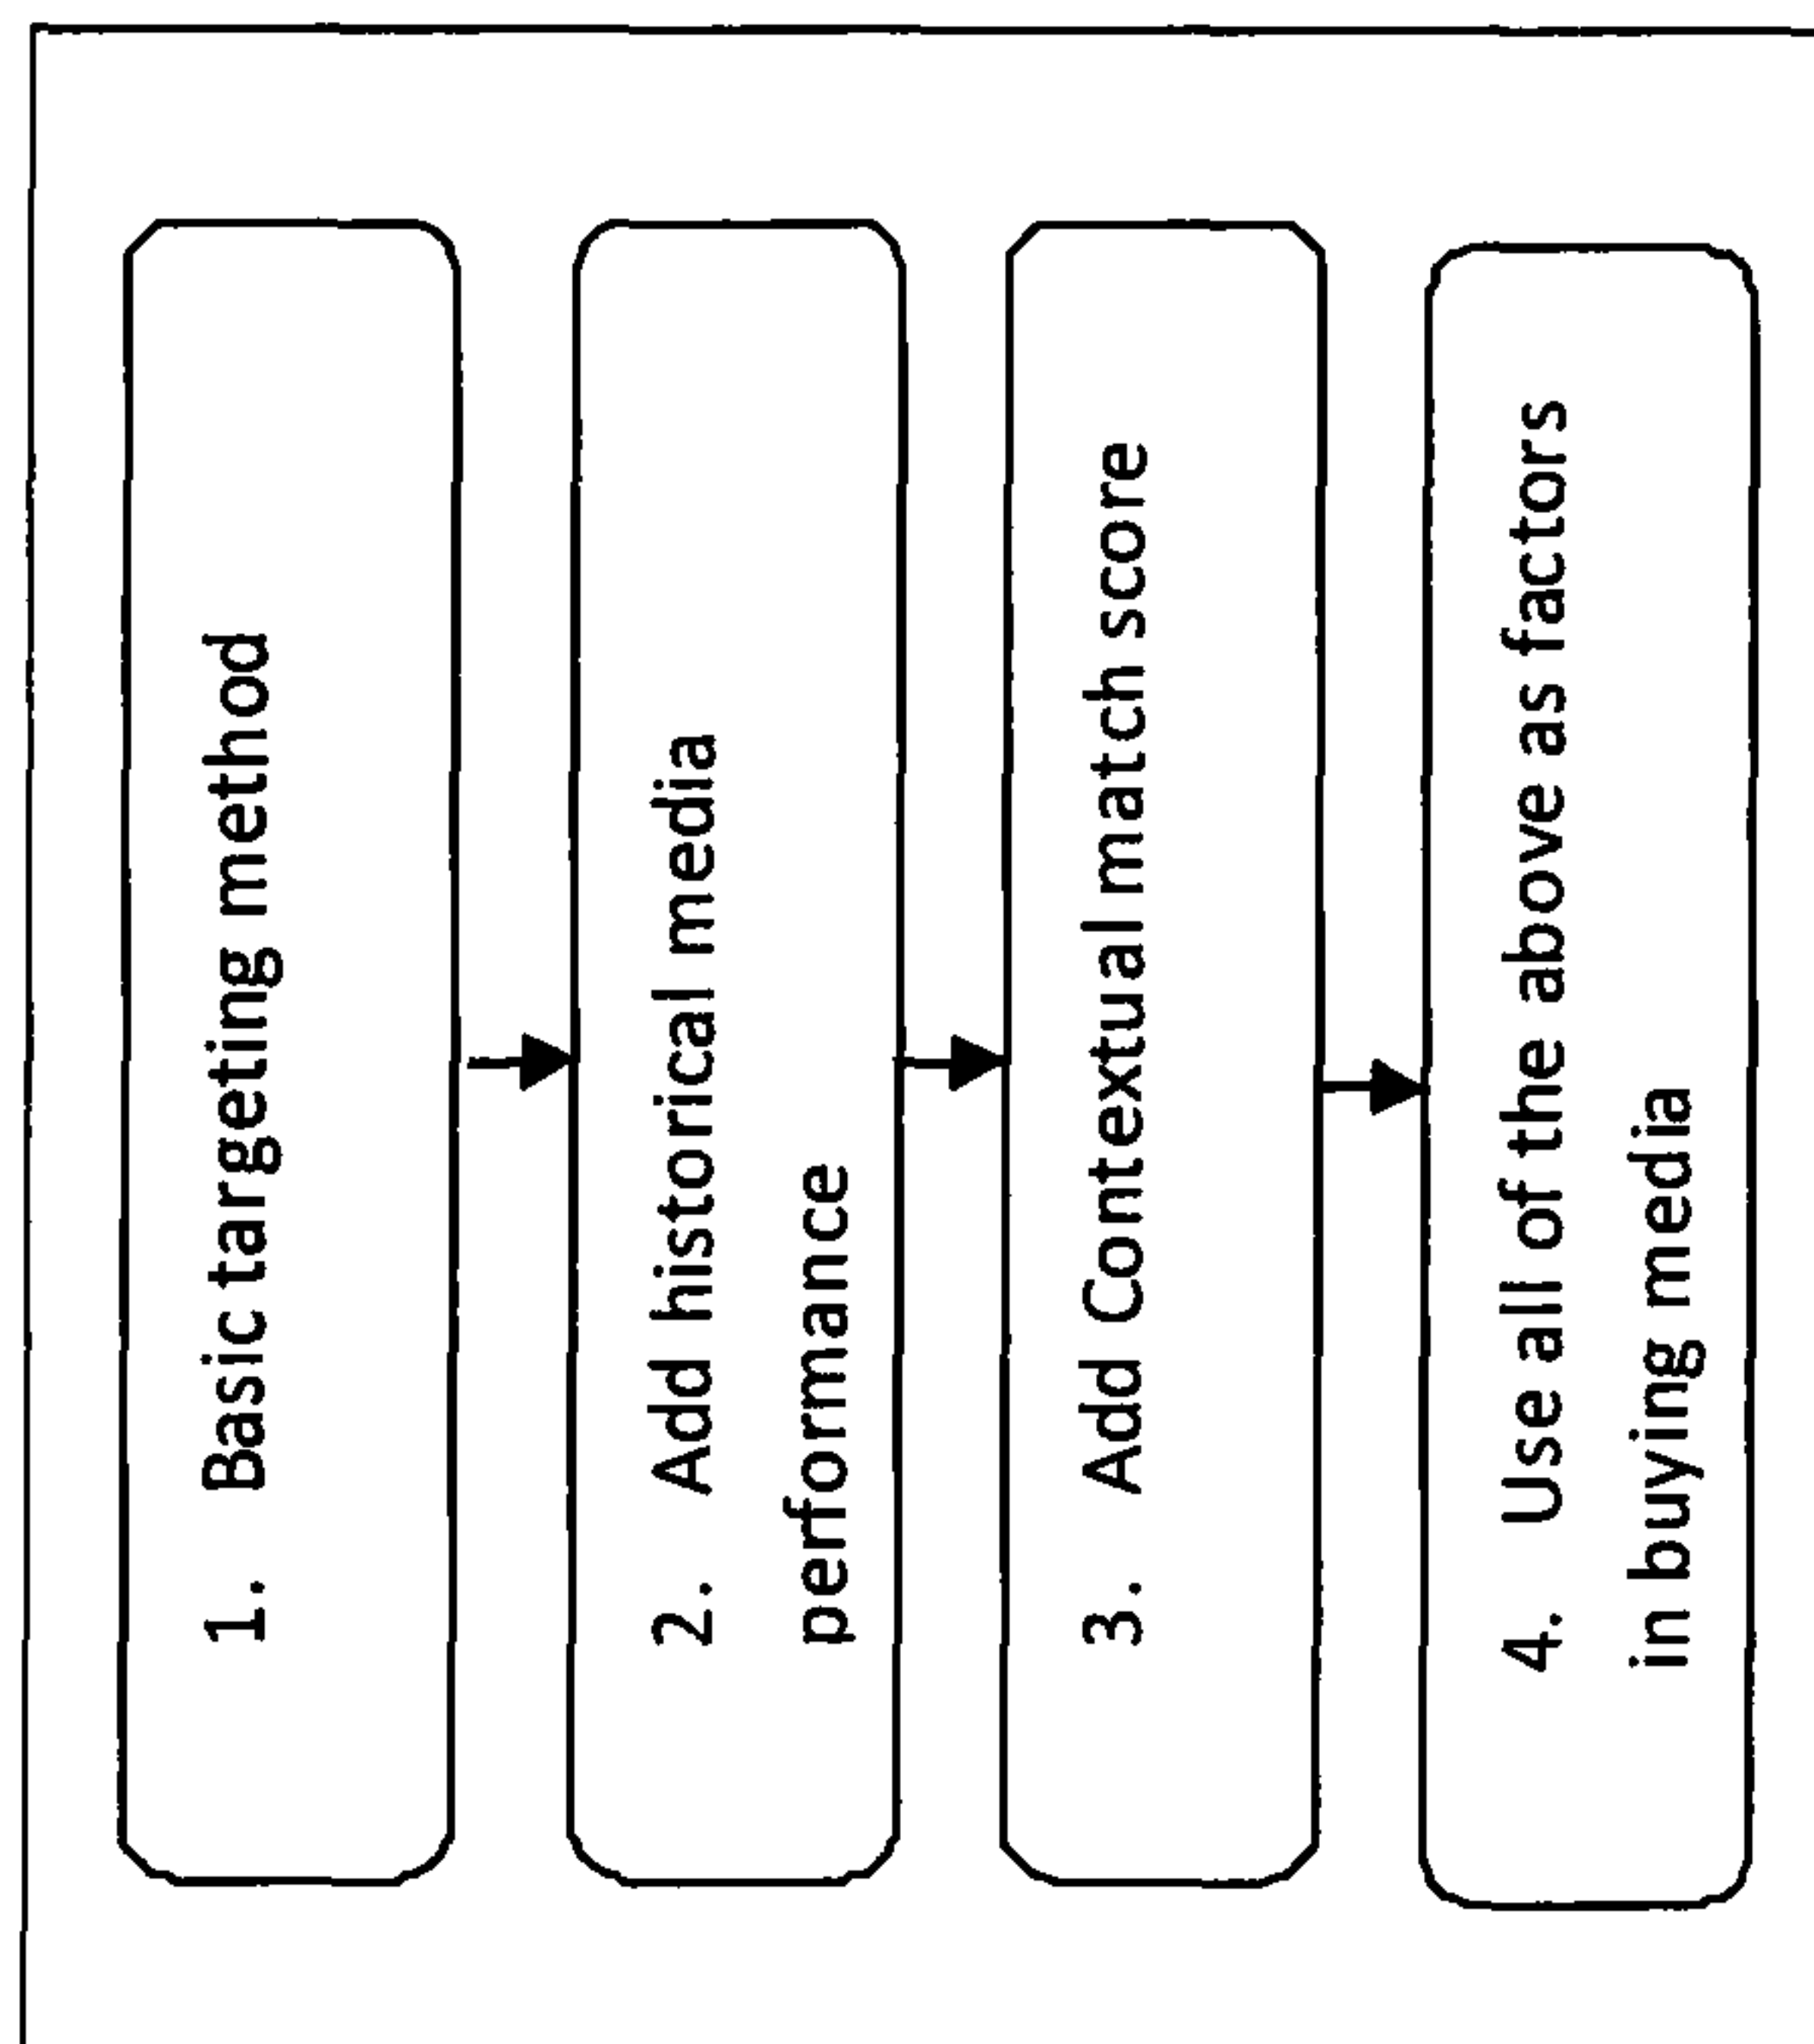 1. Basic targeting method
2. Add historical media
performance
3. Add Contextual match score
4. Use all of the above as factors
in buying media